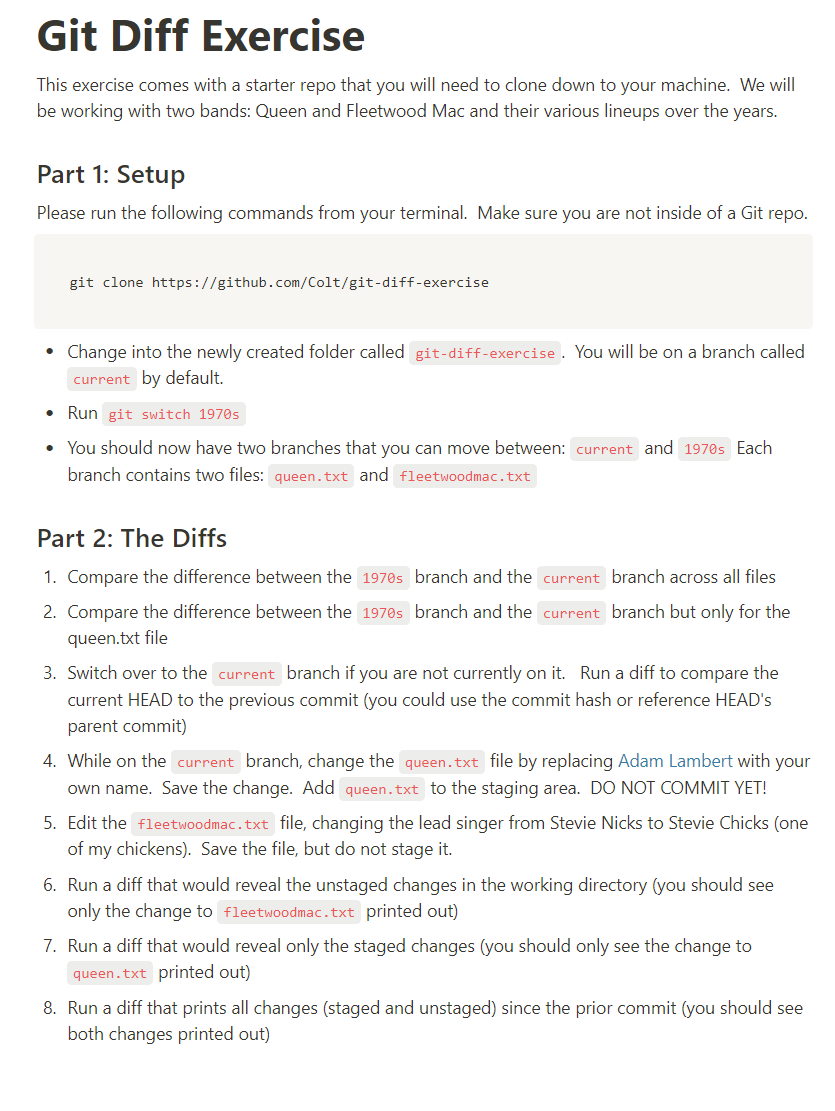 Git Diff Exercise
This exercise comes with a starter repo that you will need to clone down to your machine.  We will
be working with two bands: Queen and Fleetwood Mac and their various lineups over the years.
Part 1: Setup
Please run the following commands from your terminal.  Make sure you are not inside of a Git repo.
git clone https://github.com/Colt/git-diff-exercise
• Change into the newly created folder called git-diff-exercise.  You will be on a branch called
current by default.
• Run git switch 1970s
• You should now have two branches that you can move between: current and 1970s Each
branch contains two files: queen.txt and fleetwoodmac.txt
Part 2: The Diffs
1. Compare the difference between the 1970s branch and the current branch across all files
2. Compare the difference between the 1970s branch and the current branch but only for the
queen.txt file
3. Switch over to the current branch if you are not currently on it.   Run a diff to compare the
current HEAD to the previous commit (you could use the commit hash or reference HEAD's
parent commit)
4. While on the current branch, change the queen.txt file by replacing Adam Lambert with your
own name.  Save the change.  Add queen.txt to the staging area.  DO NOT COMMIT YET!
5. Edit the fleetwoodmac.txt file, changing the lead singer from Stevie Nicks to Stevie Chicks (one
of my chickens).  Save the file, but do not stage it.
6. Run a diff that would reveal the unstaged changes in the working directory (you should see
only the change to fleetwoodmac.txt printed out)
7. Run a diff that would reveal only the staged changes (you should only see the change to
queen.txt printed out)
8. Run a diff that prints all changes (staged and unstaged) since the prior commit (you should see
both changes printed out)